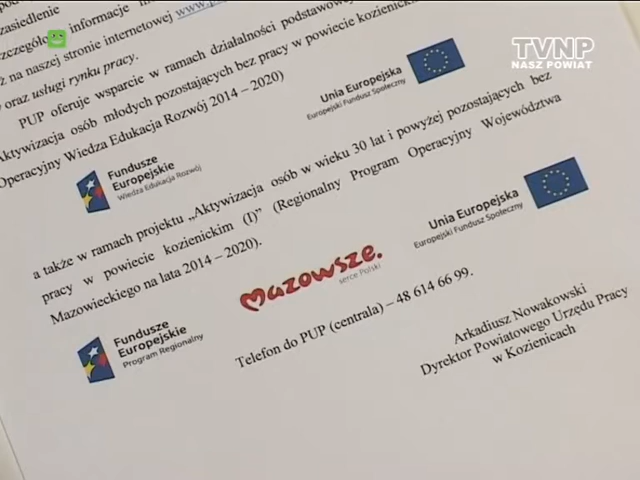 zasiedlenie
informacje
na naszej stronie internetowej www.
oraz usługi rynku pracy.
PUP oferuje wsparcie w ramach działalności podstawowej
Aktywizacja osób młodych pozostających bez pracy w powiecie kozienickim
Operacyjny Wiedza Edukacja Rozwój 2014 – 2020)
TVNP
NASZ POWIAT
Unia Europejska
Europejski Fundusz Społeczny
Fundusze
Europejskie
Wiedza Edukacja Rozwój
a także w ramach projektu „Aktywizacja osób w wieku 30 lat i powyżej pozostających bez
pracy w powiecie kozienickim (I)” (Regionalny Program Operacyjny Województwa
Mazowieckiego na lata 2014 – 2020).
Unia Europejska
Europejski Fundusz Społeczny
mazowsze.
serce Polski
Fundusze
Europejskie
Program Regionalny
Telefon do PUP (centrala) – 48 614 66 99.
Arkadiusz Nowakowski
Dyrektor Powiatowego Urzędu Pracy
w Kozienicach